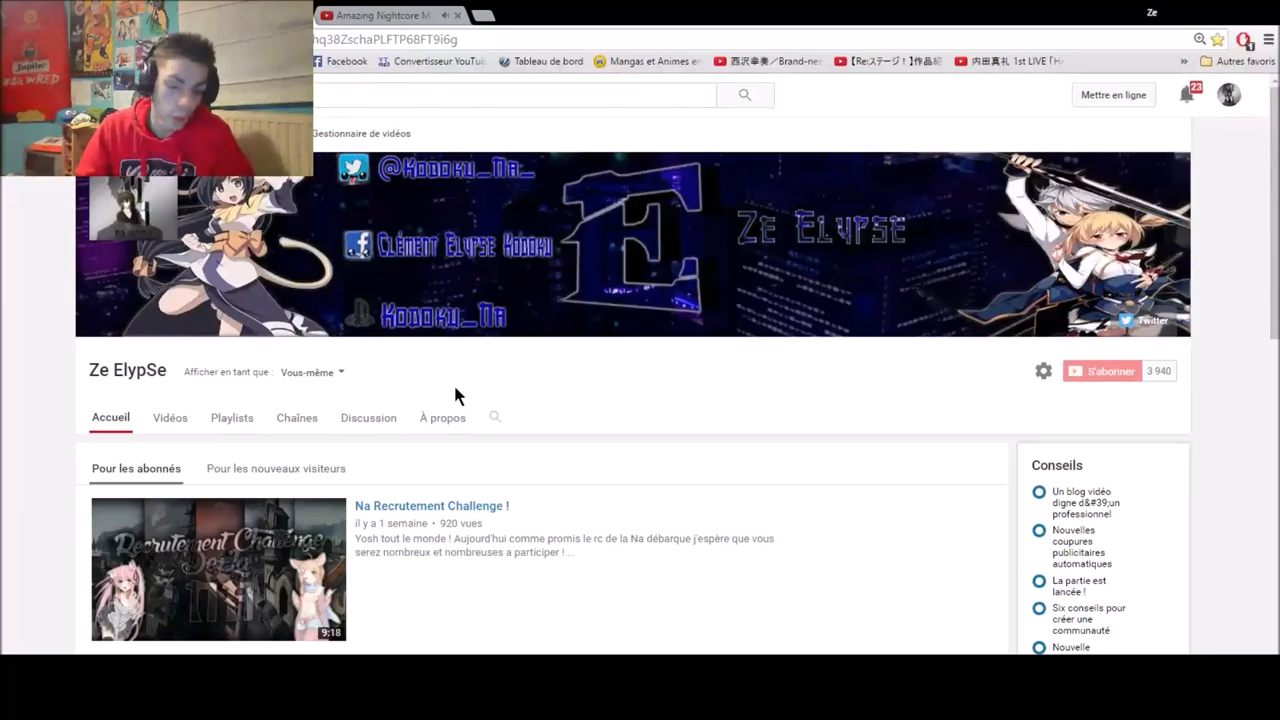 Ze
Amazing Nightcore M
hq38ZschaPLFTP68FT9i6g
Facebook
Convertisseur YouTu
Tableau de bord
Mangas et Animes en
西沢幸奏／Brand-ne
【Re:ステージ！】作品紹
内田真礼 1st LIVE「H
»
Autres favoris
Jupiler
Mettre en ligne
23
Gestionnaire de vidéos
@Kodoku_Na_
Clément Elypse Kodoku
Kodoku_Na
E
Ze Elypse
Twitter
Ze ElypSe
Afficher en tant que :
Vous-même
S'abonner
3 940
Accueil
Vidéos
Playlists
Chaînes
Discussion
À propos
Pour les abonnés
Pour les nouveaux visiteurs
Recrutement Challenge
9:18
Na Recrutement Challenge !
il y a 1 semaine • 920 vues
Yosh tout le monde ! Aujourd'hui comme promis le rc de la Na débarque j'espère que vous
serez nombreux et nombreuses a participer !...
Conseils
Un blog vidéo
digne d&#39;un
professionnel
Nouvelles
coupures
publicitaires
automatiques
La partie est
lancée !
Six conseils pour
créer une
communauté
Nouvelle